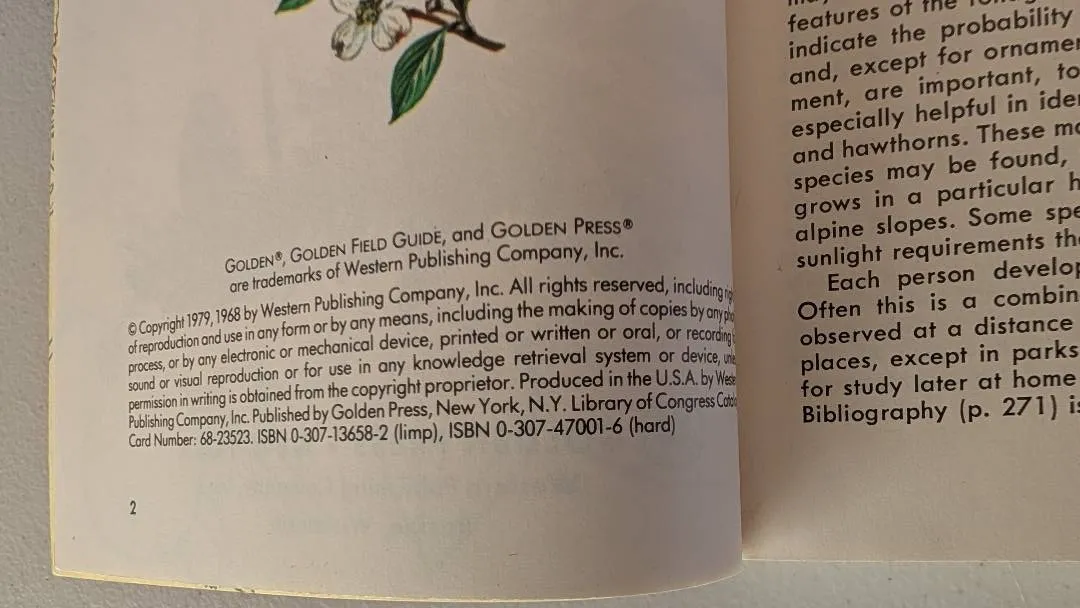 GOLDEN®, GOLDEN FIELD GUIDE, and GOLDEN PRESS®
are trademarks of Western Publishing Company, Inc.
© Copyright 1979, 1968 by Western Publishing Company, Inc. All rights reserved, including
of reproduction and use in any form or by any means, including the making of copies by any
process, or by any electronic or mechanical device, printed or written or oral, or recording
sound or visual reproduction or for use in any knowledge retrieval system or device,
permission in writing is obtained from the copyright proprietor. Produced in the U.S.A. by
Publishing Company, Inc. Published by Golden Press, New York, N.Y. Library of Congress
Card Number: 68-23523. ISBN 0-307-13658-2 (limp), ISBN 0-307-47001-6 (hard)
2
features of the
indicate the probability
and, except for
ment, are important, to
especially helpful in
and hawthorns. These
species may be found,
grows in a particular
alpine slopes. Some
sunlight requirements
Each person
Often this is a
observed at a distance
places, except in parks
for study later at home
Bibliography (p. 271)